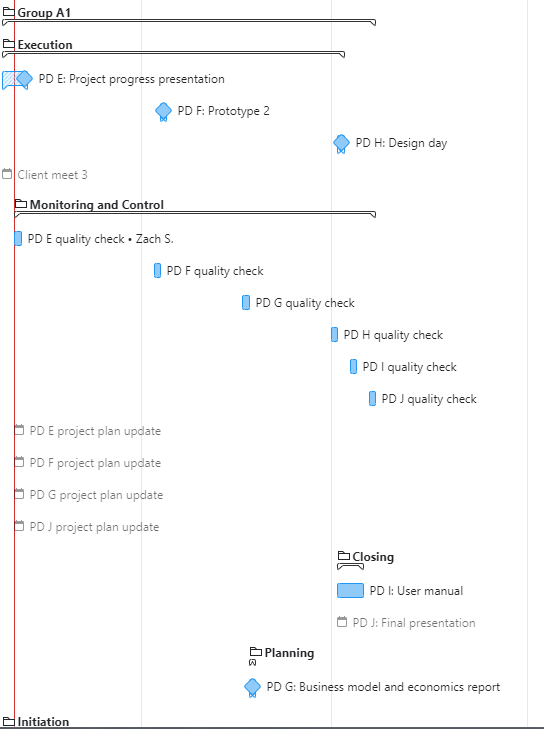 Group A1
Execution
PD E: Project progress presentation
PD F: Prototype 2
PD H: Design day
Client meet 3
Monitoring and Control
PD E quality check • Zach S.
PD F quality check
PD G quality check
PD H quality check
PD I quality check
PD J quality check
PD E project plan update
PD F project plan update
PD G project plan update
PD J project plan update
Closing
PD I: User manual
PD J: Final presentation
Planning
PD G: Business model and economics report
Initiation